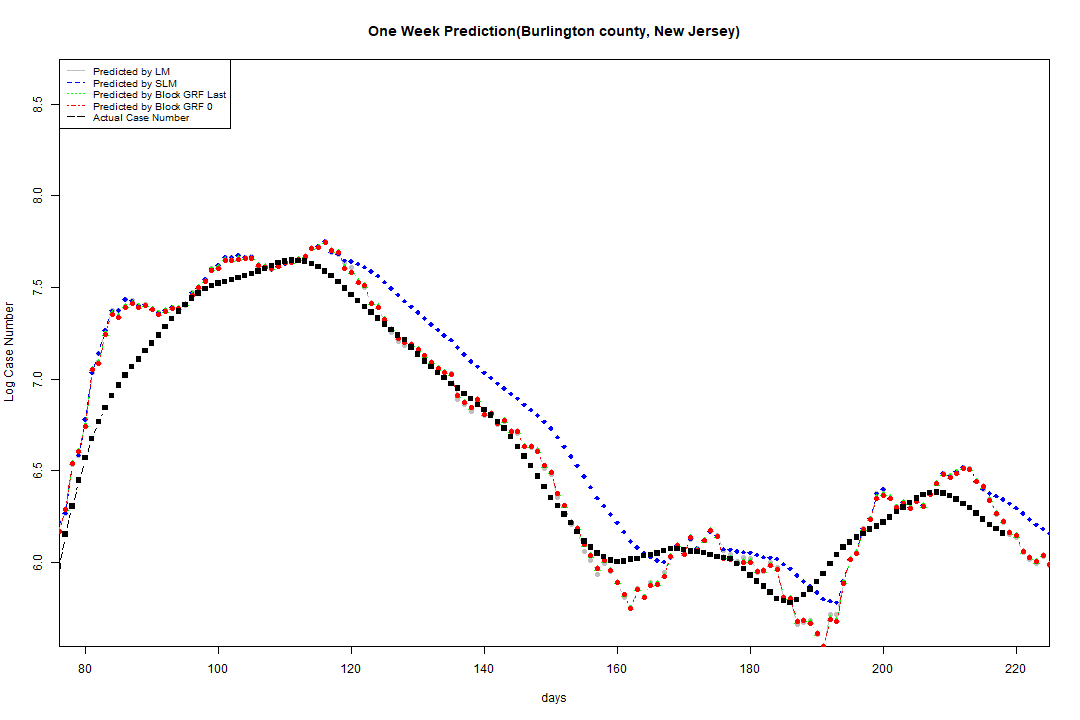 One Week Prediction(Burlington county, New Jersey)
Predicted by LM
Predicted by SLM
Predicted by Block GRF Last
Predicted by Block GRF 0
Actual Case Number
8.5
8.0
7.5
7.0
6.5
6.0
Log Case Number
80 100 120 140 160 180 200 220
days